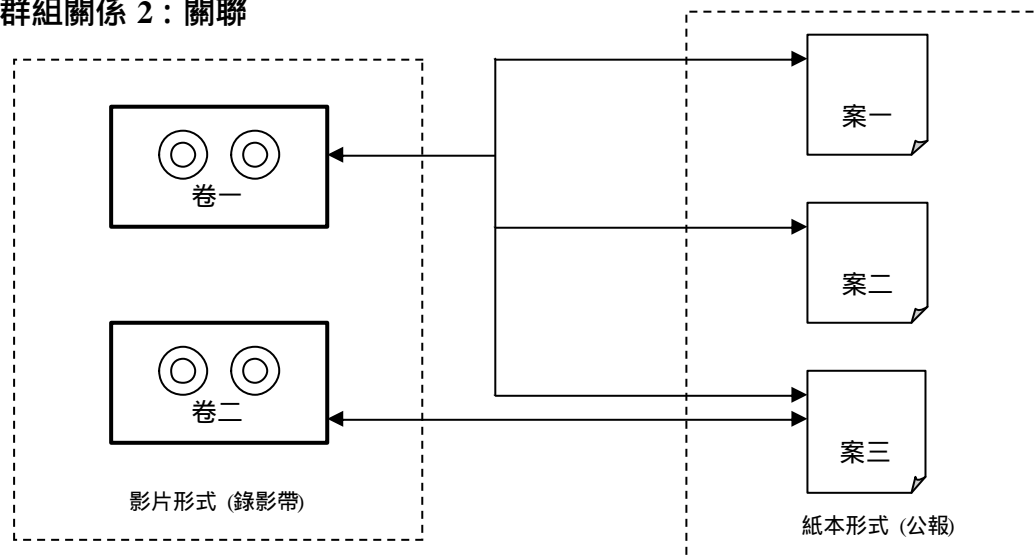 群組關係 2：關聯
案一
卷一
案二
卷二
案三
影片形式 (錄影帶)
紙本形式 (公報)